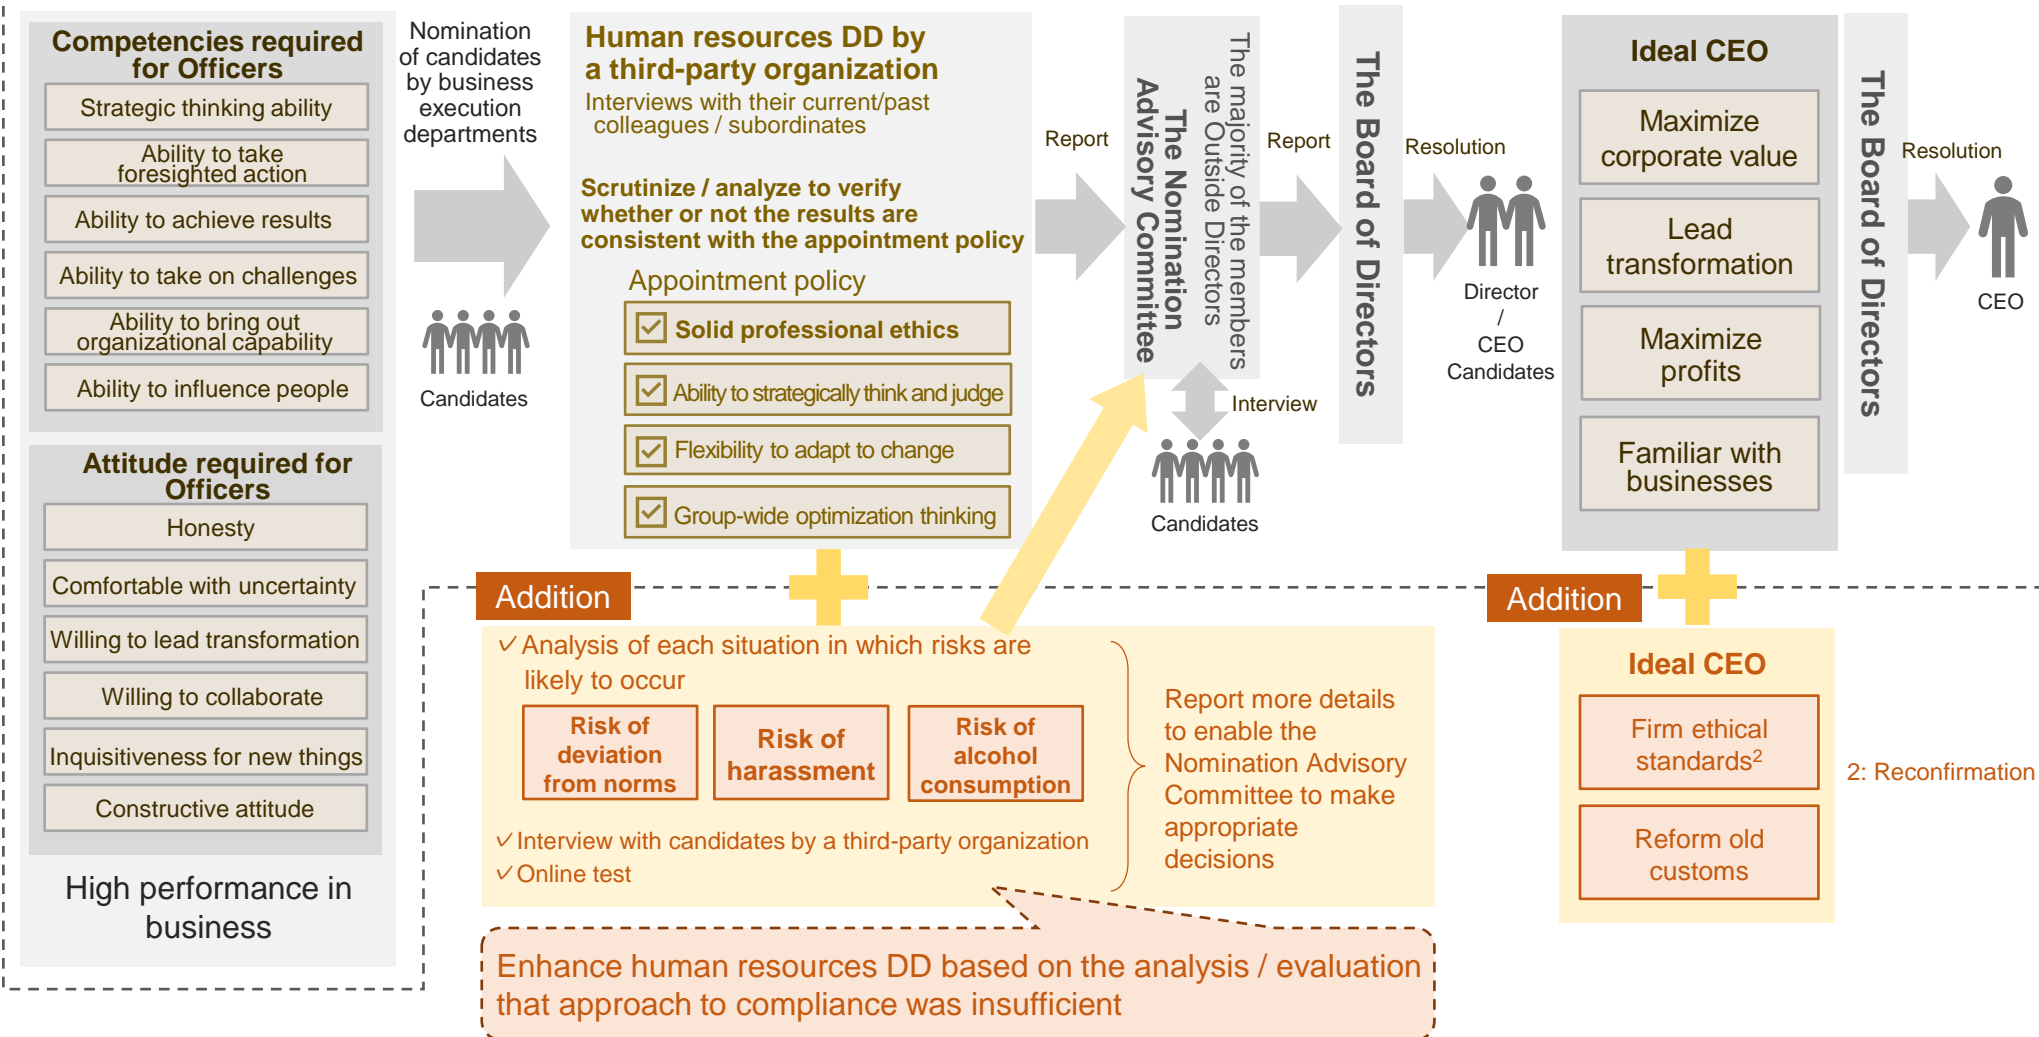 Competencies required
for Officers
Strategic thinking ability
Ability to take
foresighted action
Ability to achieve results
Ability to take on challenges
Ability to bring out
organizational capability
Ability to influence people
Attitude required for
Officers
Honesty
Comfortable with uncertainty
Willing to lead transformation
Willing to collaborate
Inquisitiveness for new things
Constructive attitude
High performance in
business
Nomination
of candidates
by business
execution
departments
Candidates
Human resources DD by
a third-party organization
Interviews with their current/past
colleagues / subordinates
Scrutinize / analyze to verify
whether or not the results are
consistent with the appointment policy
Appointment policy
Solid professional ethics
Ability to strategically think and judge
Flexibility to adapt to change
Group-wide optimization thinking
Report
The Nomination
Advisory Committee
The majority of the members
are Outside Directors
Interview
Candidates
Report
The Board of Directors
Resolution
Director
/
CEO
Candidates
Ideal CEO
Maximize
corporate value
Lead
transformation
Maximize
profits
Familiar with
businesses
The Board of Directors
Resolution
CEO
Addition
✓ Analysis of each situation in which risks are
likely to occur
Risk of
deviation
from norms
Risk of
harassment
Risk of
alcohol
consumption
✓ Interview with candidates by a third-party organization
✓ Online test
Report more details
to enable the
Nomination Advisory
Committee to make
appropriate
decisions
Enhance human resources DD based on the analysis / evaluation
that approach to compliance was insufficient
Addition
Ideal CEO
Firm ethical
standards²
Reform old
customs
2: Reconfirmation